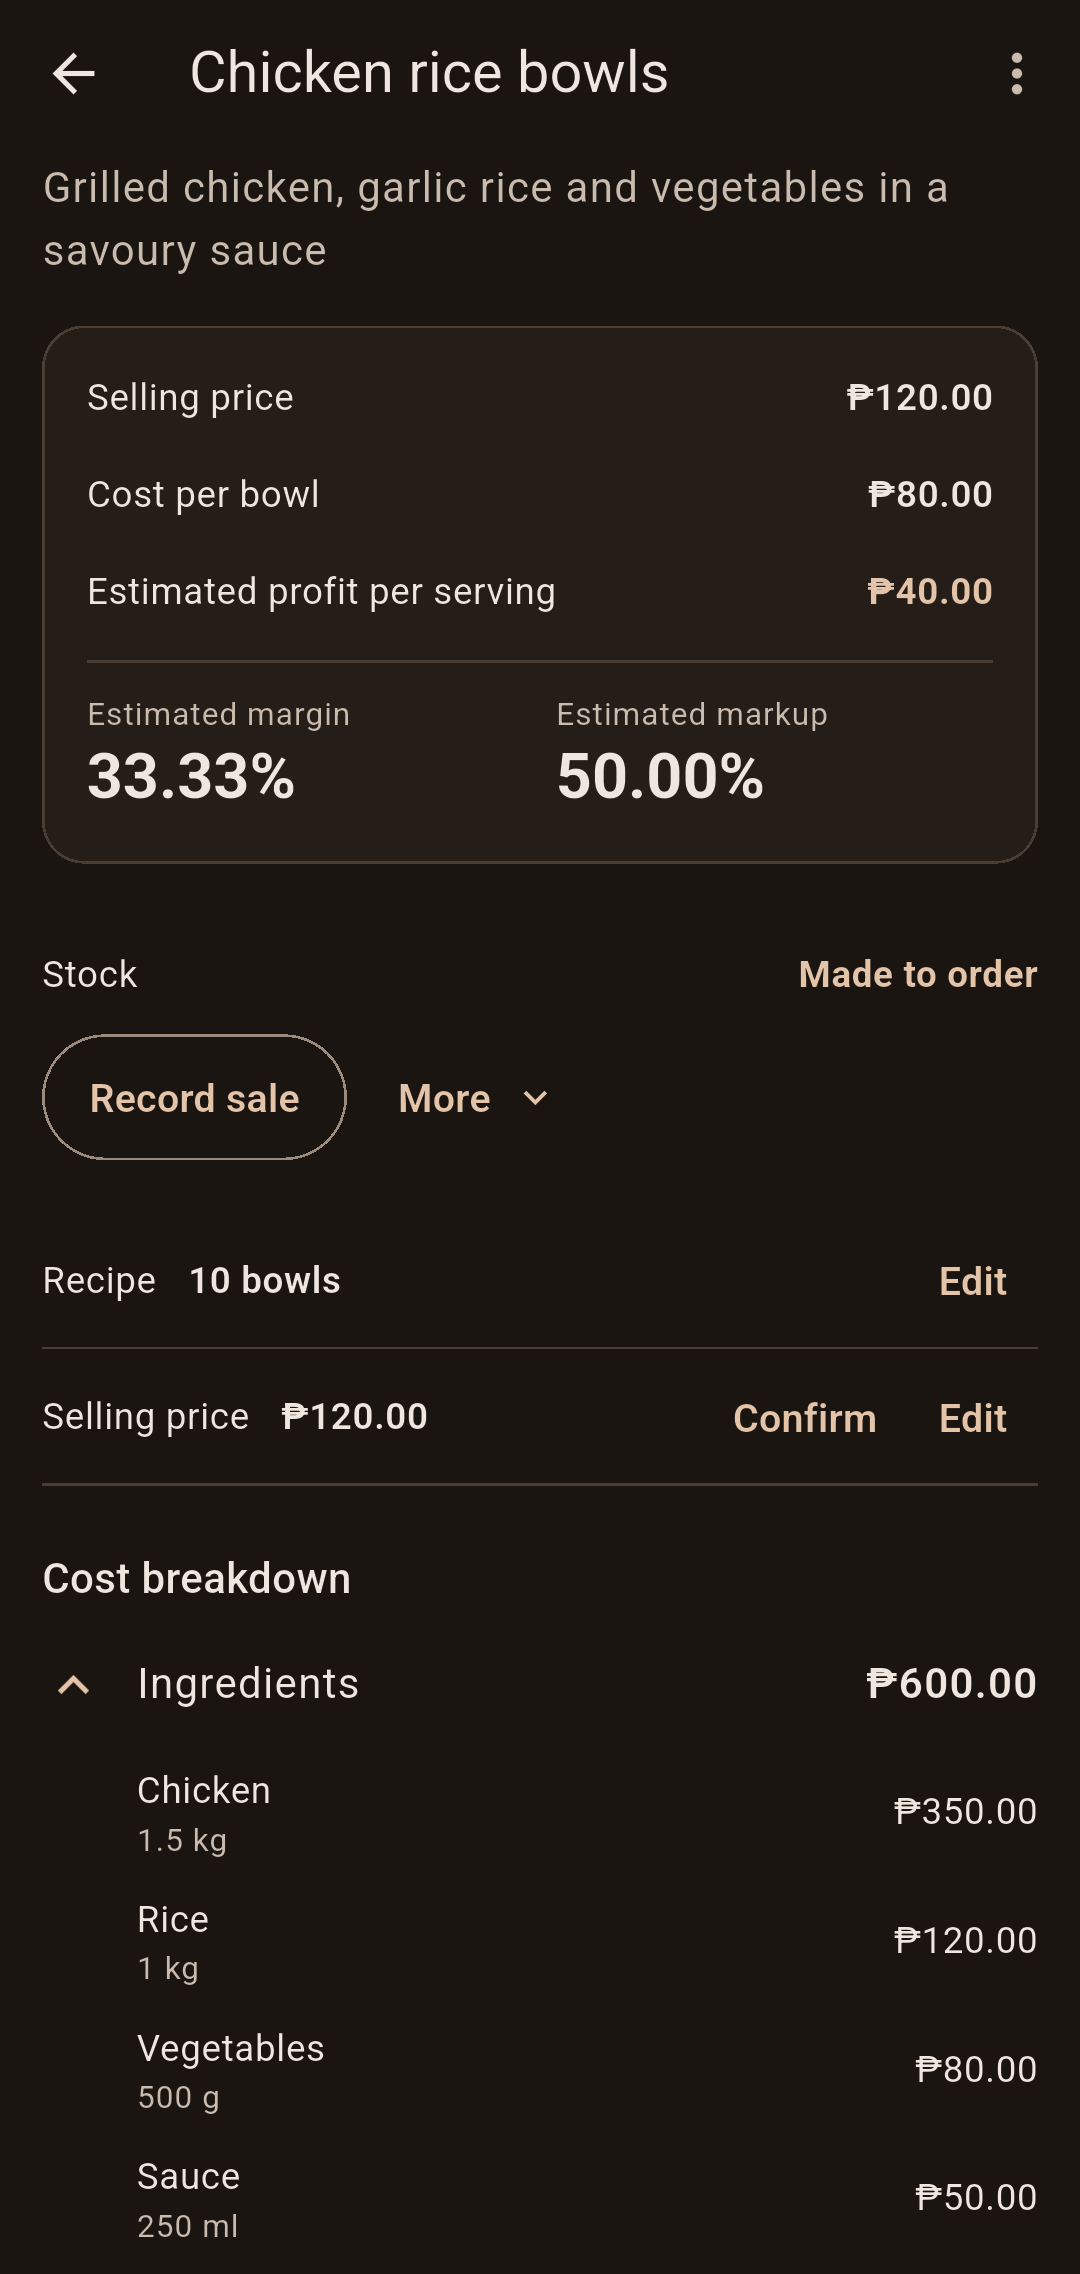 Chicken rice bowls
Grilled chicken, garlic rice and vegetables in a
savoury sauce
Selling price ₱120.00
Cost per bowl ₱80.00
Estimated profit per serving ₱40.00
Estimated margin Estimated markup
33.33% 50.00%
Stock Made to order
Record sale More
Recipe 10 bowls Edit
Selling price ₱120.00 Confirm Edit
Cost breakdown
Ingredients ₱600.00
Chicken ₱350.00
1.5 kg
Rice ₱120.00
1 kg
Vegetables ₱80.00
500 g
Sauce ₱50.00
250 ml